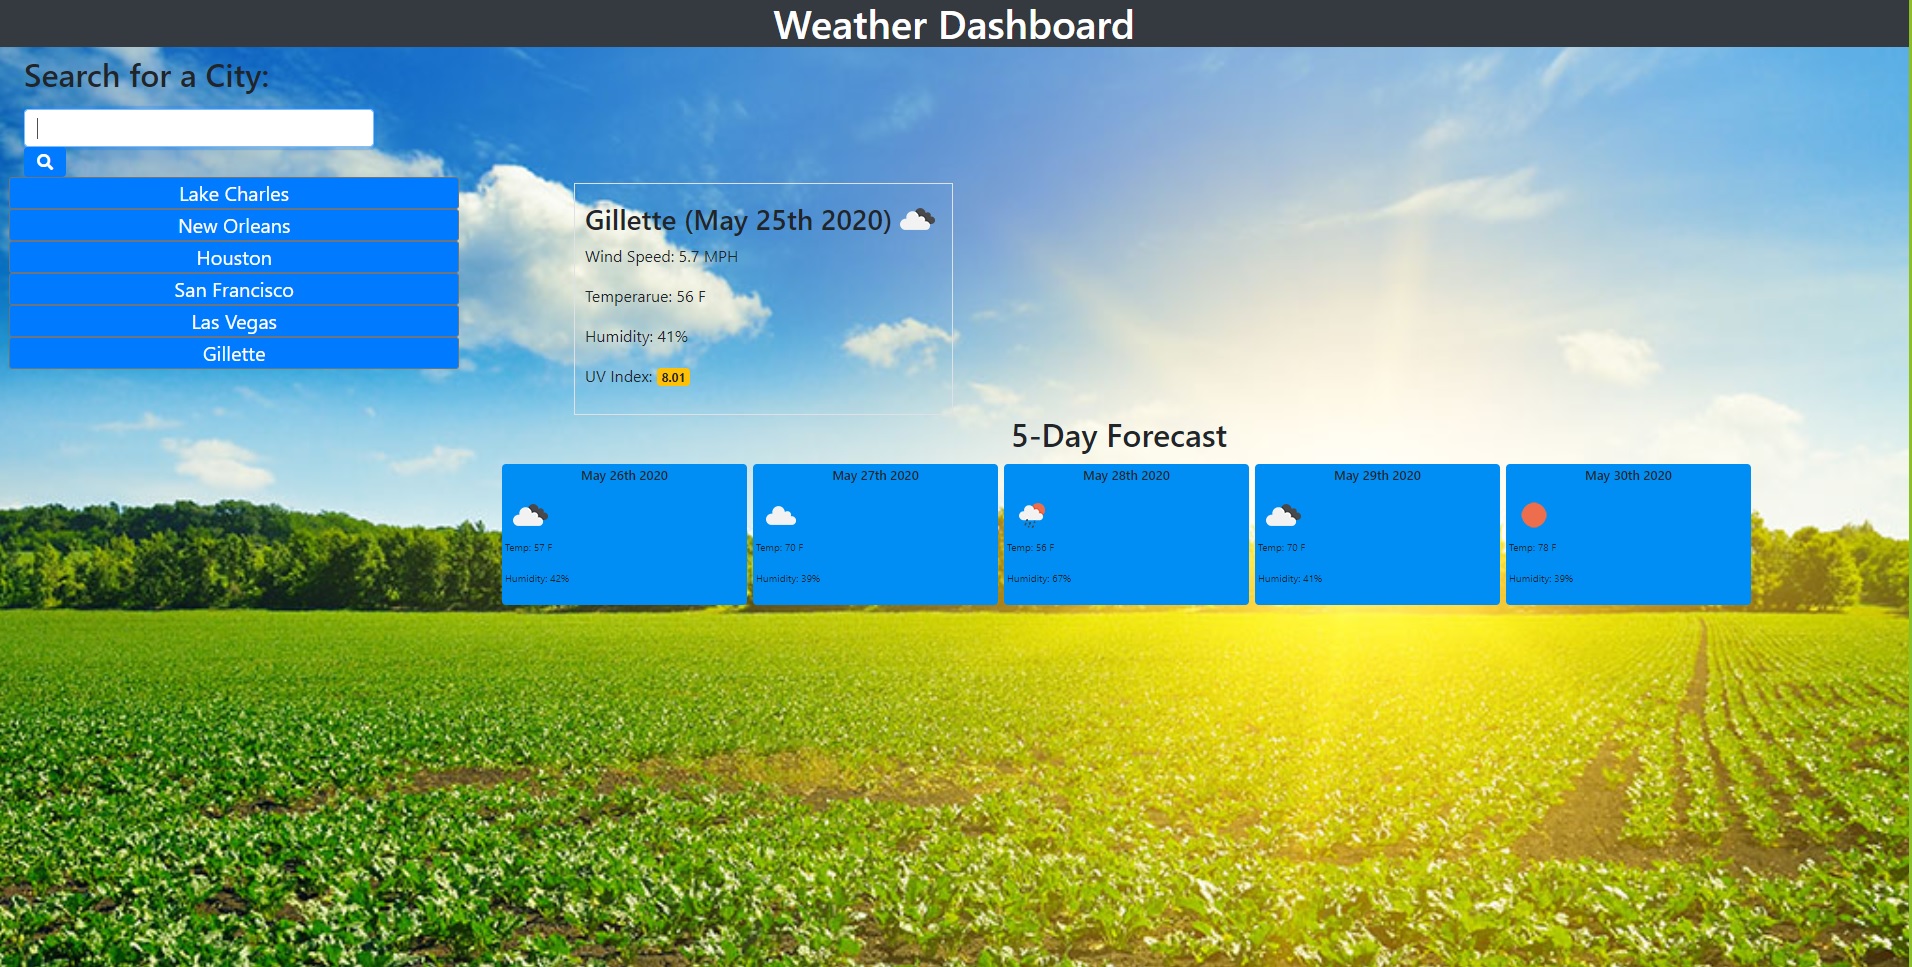 Weather Dashboard
Search for a City:
Lake Charles
New Orleans
Houston
San Francisco
Las Vegas
Gillette
Gillette (May 25th 2020)
Wind Speed: 5.7 MPH
Temperarue: 56 F
Humidity: 41%
UV Index: 8.01
5-Day Forecast
May 26th 2020
Temp: 57 F
Humidity: 42%
May 27th 2020
Temp: 70 F
Humidity: 39%
May 28th 2020
Temp: 56 F
Humidity: 67%
May 29th 2020
Temp: 70 F
Humidity: 41%
May 30th 2020
Temp: 78 F
Humidity: 39%